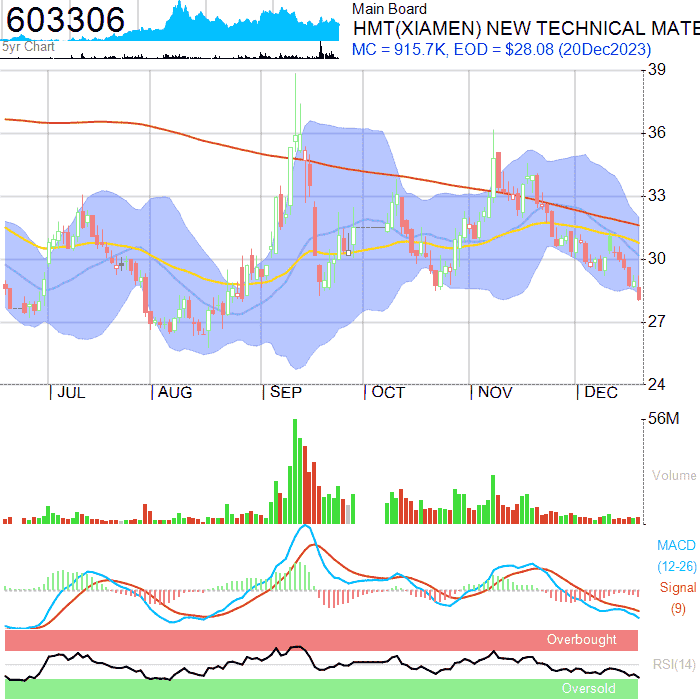 603306
5yr Chart
Main Board
HMT(XIAMEN) NEW TECHNICAL MATE
MC = 915.7K, EOD = $28.08 (20Dec2023)
39
36
33
30
27
24
JUL AUG SEP OCT NOV DEC
56M
Volume
MACD
(12-26)
Signal
(9)
Overbought
RSI(14)
Oversold